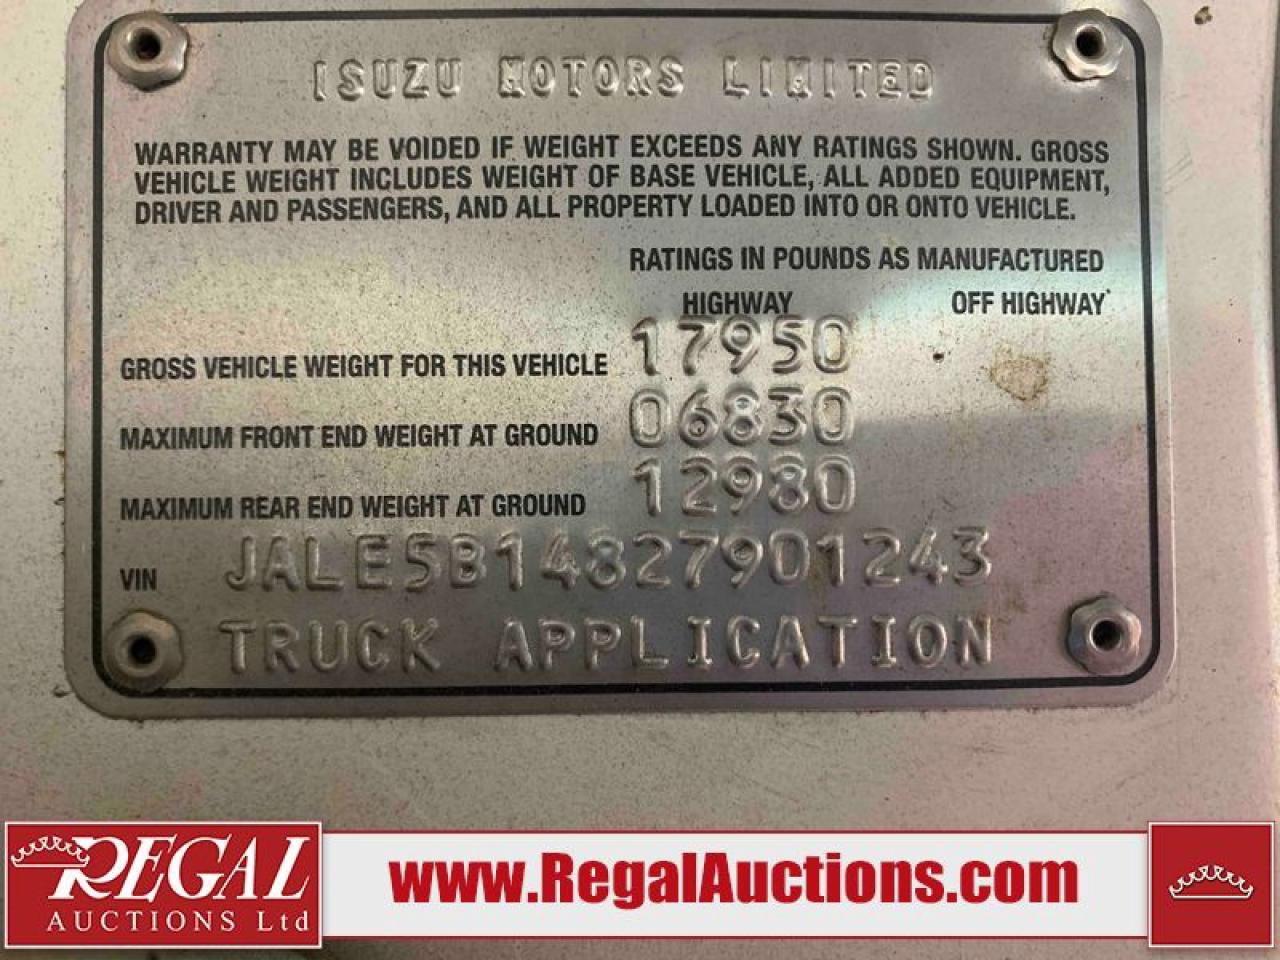 ISUZU MOTORS LIMITED
WARRANTY MAY BE VOIDED IF WEIGHT EXCEEDS ANY RATINGS SHOWN. GROSS
VEHICLE WEIGHT INCLUDES WEIGHT OF BASE VEHICLE, ALL ADDED EQUIPMENT,
DRIVER AND PASSENGERS, AND ALL PROPERTY LOADED INTO OR ONTO VEHICLE.
RATINGS IN POUNDS AS MANUFACTURED
HIGHWAY OFF HIGHWAY
GROSS VEHICLE WEIGHT FOR THIS VEHICLE 17950
MAXIMUM FRONT END WEIGHT AT GROUND 06830
MAXIMUM REAR END WEIGHT AT GROUND 12980
VIN JALE5B14827901243
TRUCK APPLICATION
REGAL
AUCTIONS Ltd
www.RegalAuctions.com